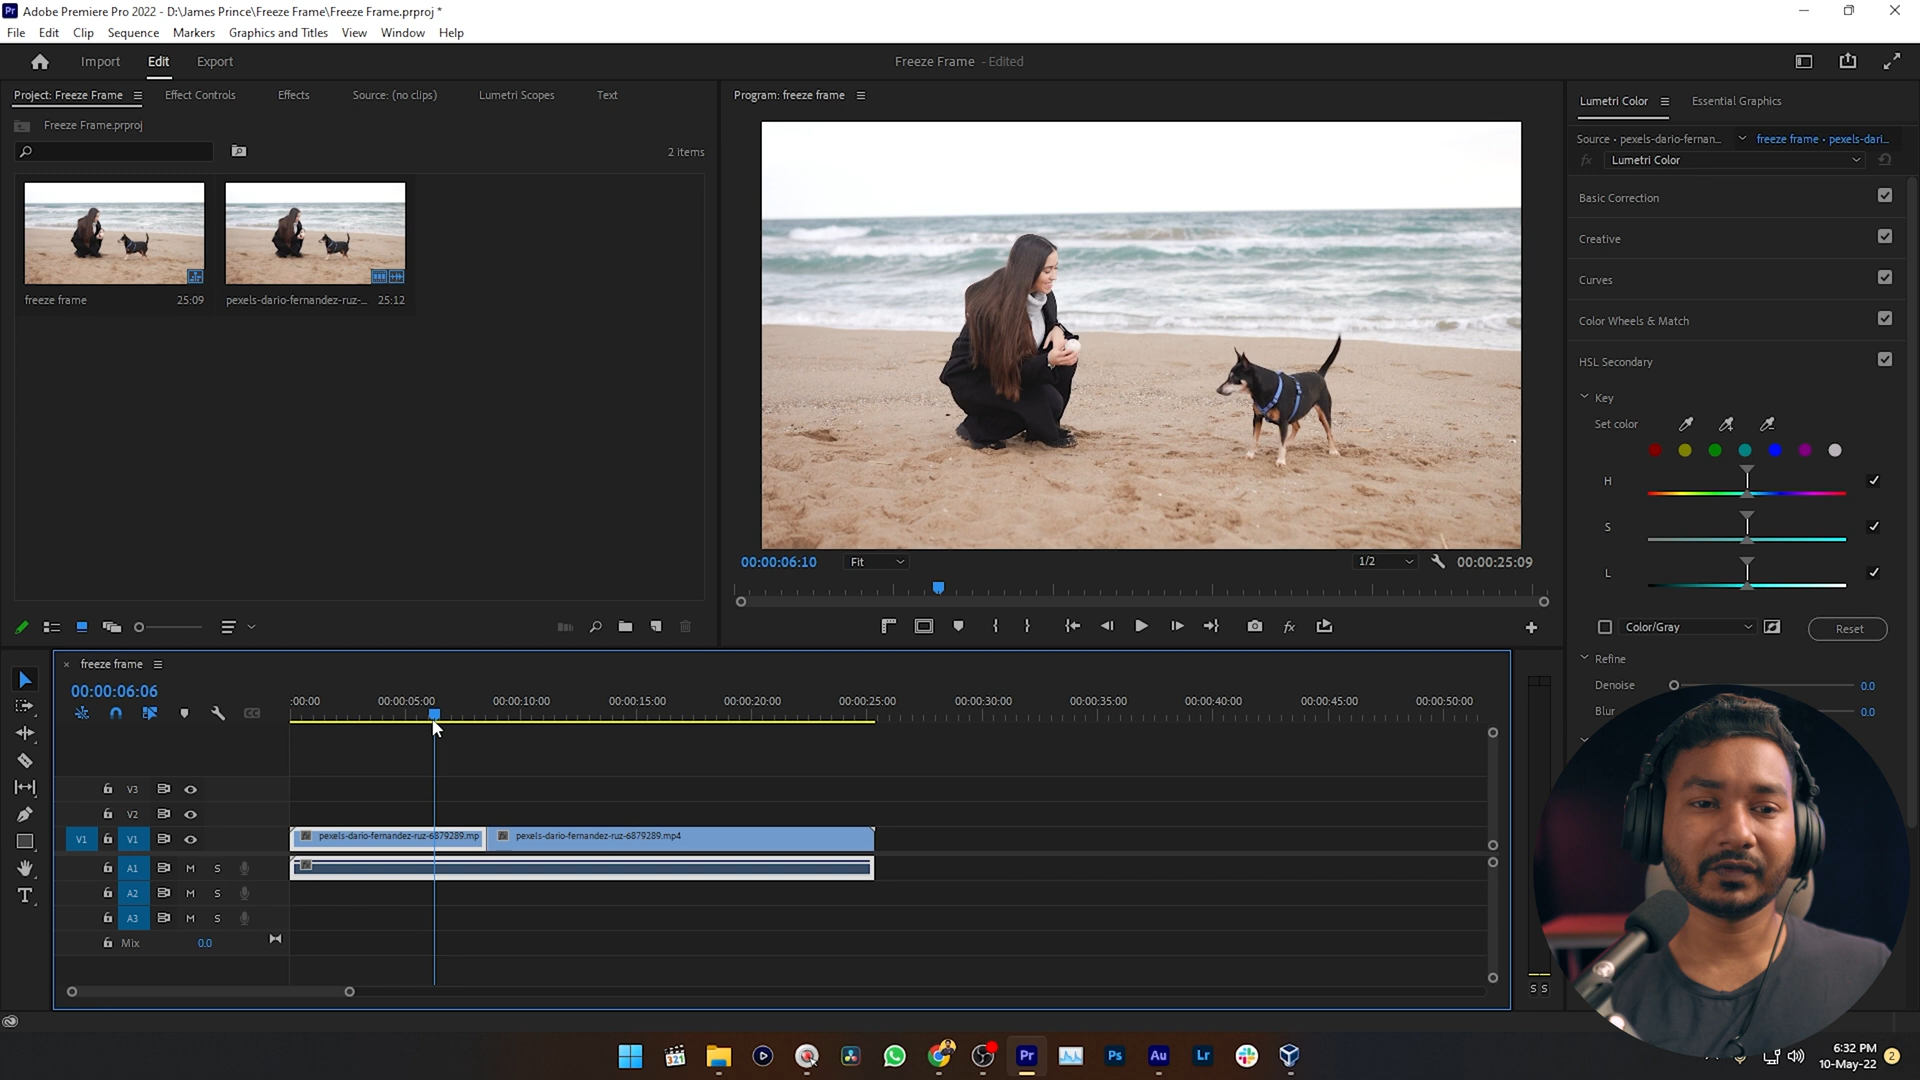 Adobe Premiere Pro 2022 - D:\James Prince\Freeze Frame\Freeze Frame.prproj *
File Edit Clip Sequence Markers Graphics and Titles View Window Help
Import Edit Export
Freeze Frame - Edited
Project: Freeze Frame Effect Controls Effects Source: (no clips) Lumetri Scopes Text
Freeze Frame.prproj
2 items
freeze frame 25:09
pexels-dario-fernandez-ruz-... 25:12
Program: freeze frame
00:00:06:10 Fit 1/2 00:00:25:09
Lumetri Color Essential Graphics
Source • pexels-dario-fernan... freeze frame • pexels-dari...
fx Lumetri Color
Basic Correction
Creative
Curves
Color Wheels & Match
HSL Secondary
Key
Set color
H
S
L
Color/Gray Reset
Refine
Denoise 0.0
Blur 0.0
freeze frame
00:00:06:06
:00:00 00:00:05:00 00:00:10:00 00:00:15:00 00:00:20:00 00:00:25:00 00:00:30:00 00:00:35:00 00:00:40:00 00:00:45:00 00:00:50:00
V3
V2
V1 V1 pexels-dario-fernandez-ruz-6879289.mp pexels-dario-fernandez-ruz-6879289.mp4
A1 M S
A2 M S
A3 M S
Mix 0.0
S S
321 Pr Ps Au Lr
6:32 PM
10-May-22 2